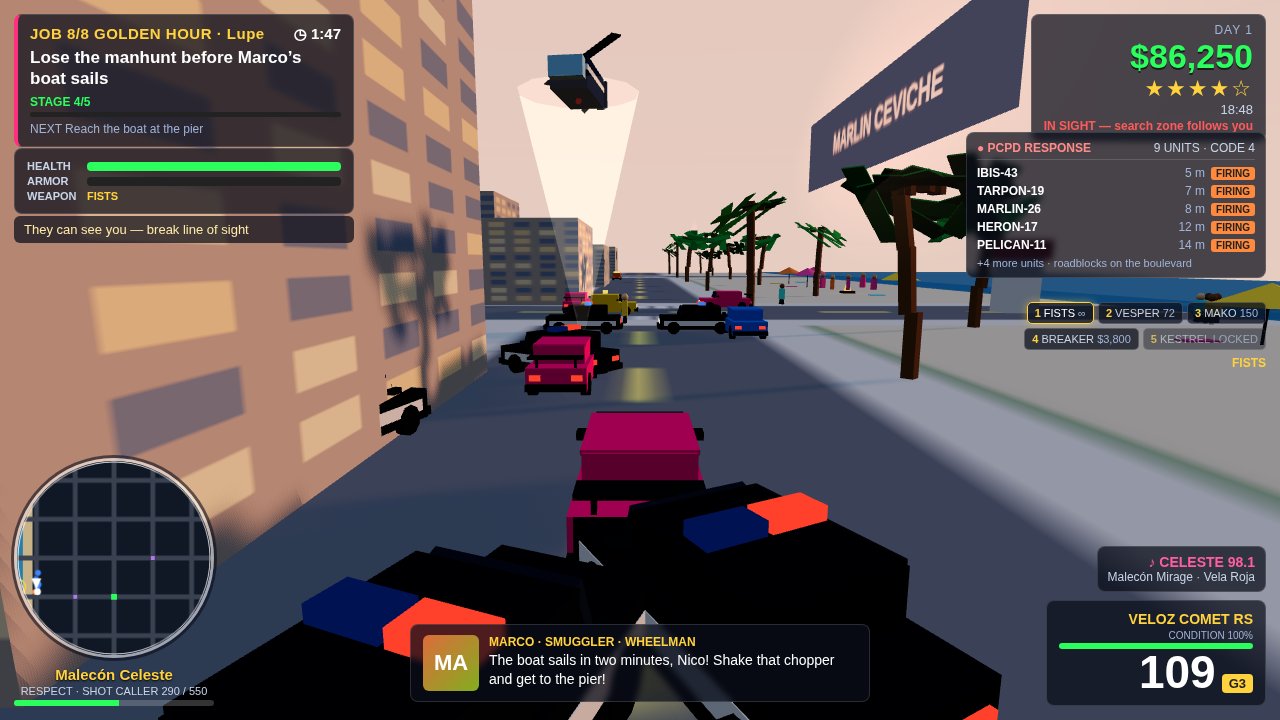 JOB 8/8 GOLDEN HOUR · Lupe ◷ 1:47
Lose the manhunt before Marco's
boat sails
STAGE 4/5
NEXT Reach the boat at the pier
HEALTH
ARMOR
WEAPON FISTS
They can see you — break line of sight
MARLIN CEVICHE
DAY 1
$86,250
★★★★☆
18:48
IN SIGHT — search zone follows you
● PCPD RESPONSE 9 UNITS · CODE 4
IBIS-43 5 m FIRING
TARPON-19 7 m FIRING
MARLIN-26 8 m FIRING
HERON-17 12 m FIRING
PELICAN-11 14 m FIRING
+4 more units · roadblocks on the boulevard
1 FISTS ∞ 2 VESPER 72 3 MAKO 150
4 BREAKER $3,800 5 KESTREL LOCKED
FISTS
Malecón Celeste
RESPECT · SHOT CALLER 290 / 550
MA
MARCO · SMUGGLER · WHEELMAN
The boat sails in two minutes, Nico! Shake that chopper
and get to the pier!
♪ CELESTE 98.1
Malecón Mirage · Vela Roja
VELOZ COMET RS
CONDITION 100%
109 G3